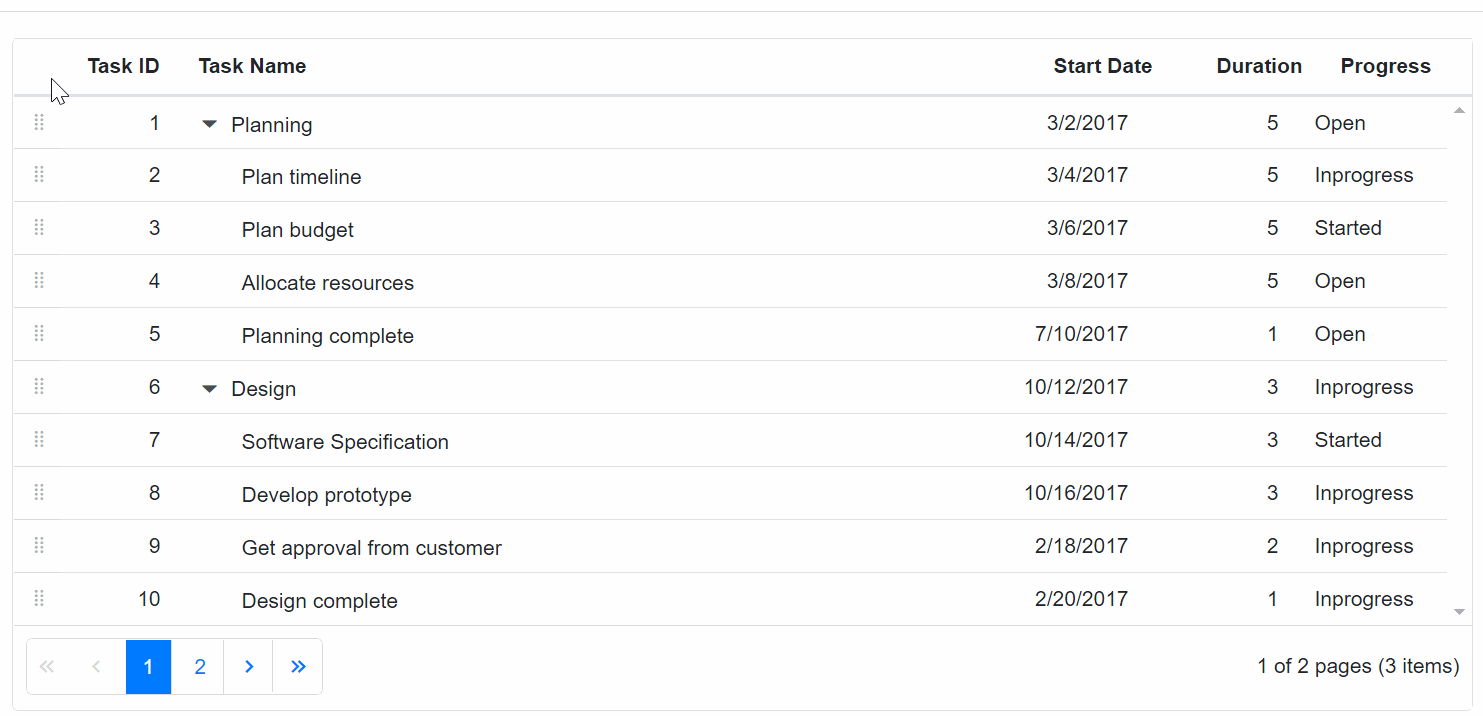 Task ID Task Name Start Date Duration Progress
1 Planning 3/2/2017 5 Open
2 Plan timeline 3/4/2017 5 Inprogress
3 Plan budget 3/6/2017 5 Started
4 Allocate resources 3/8/2017 5 Open
5 Planning complete 7/10/2017 1 Open
6 Design 10/12/2017 3 Inprogress
7 Software Specification 10/14/2017 3 Started
8 Develop prototype 10/16/2017 3 Inprogress
9 Get approval from customer 2/18/2017 2 Inprogress
10 Design complete 2/20/2017 1 Inprogress
1 2 1 of 2 pages (3 items)